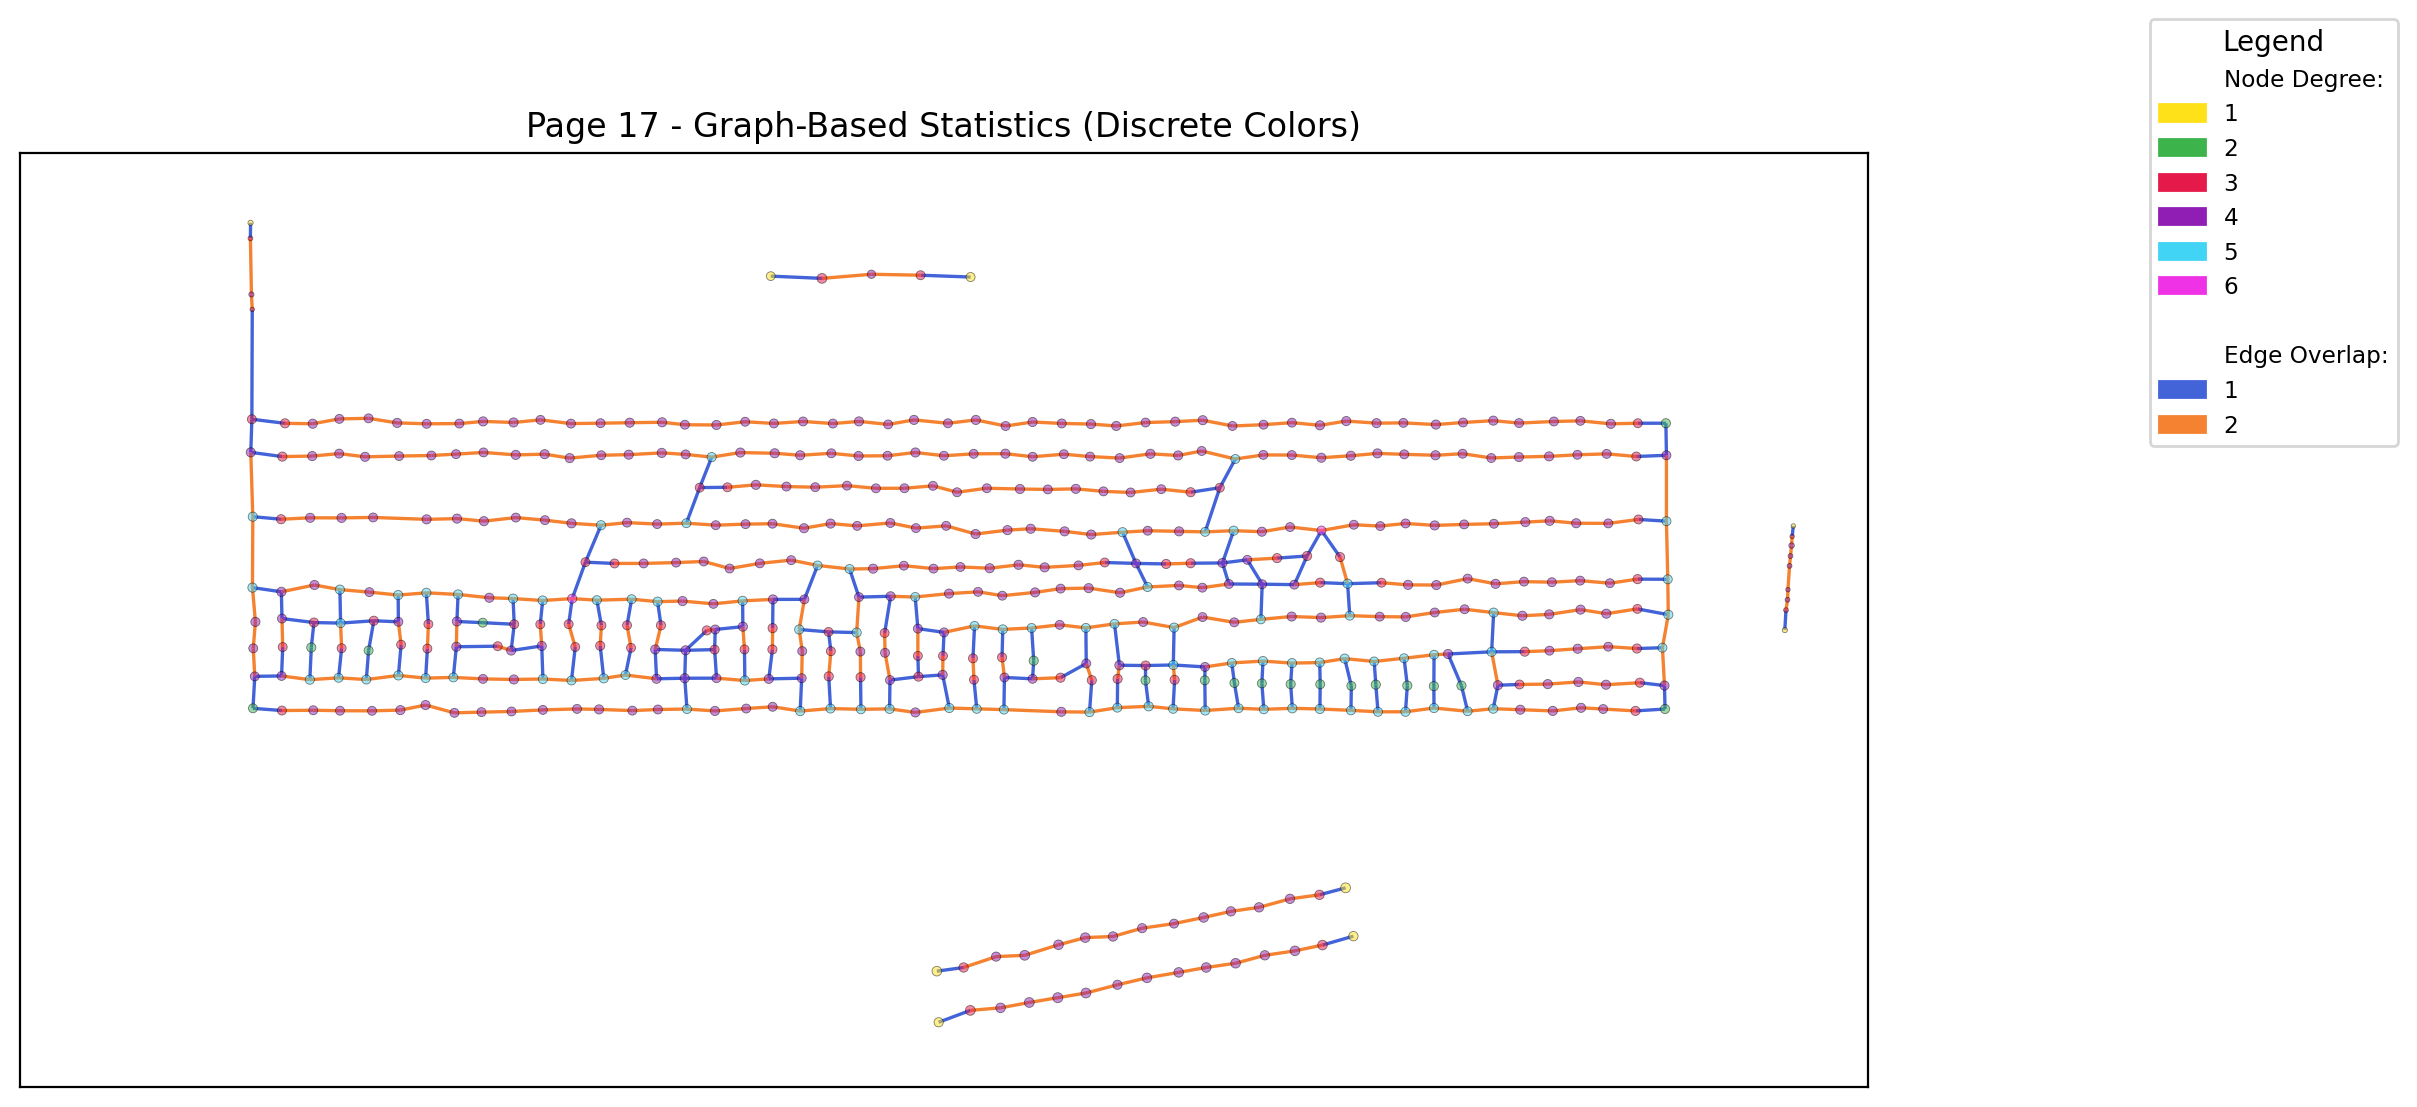 Page 17 - Graph-Based Statistics (Discrete Colors)
Legend
Node Degree:
1
2
3
4
5
6
Edge Overlap:
1
2